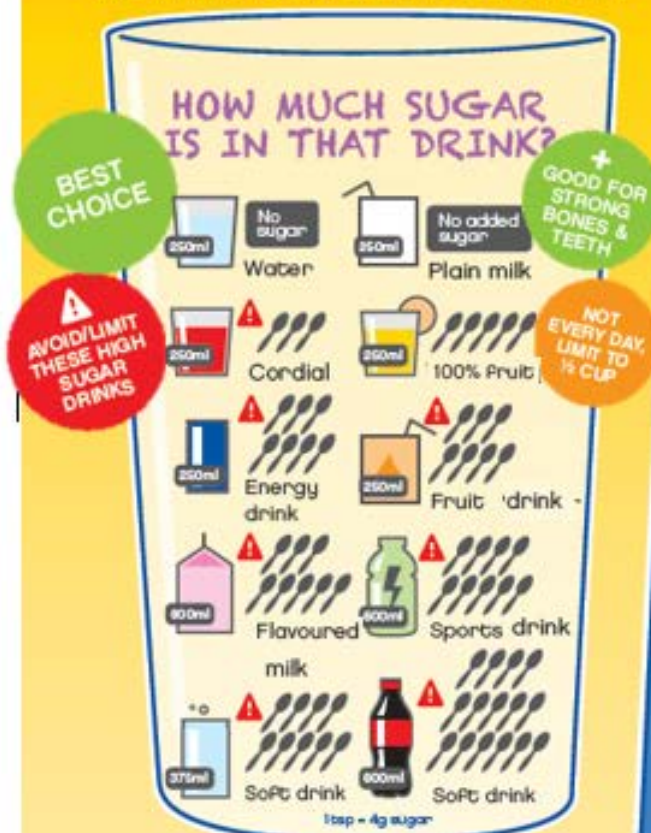 HOW MUCH SUGAR
IS IN THAT DRINK?
BEST
CHOICE
+
GOOD FOR
STRONG
BONES &
TEETH
250ml
No
sugar
Water
250ml
No added
sugar
Plain milk
AVOID/LIMIT
THESE HIGH
SUGAR
DRINKS
NOT
EVERY DAY,
LIMIT TO
½ CUP
250ml
Cordial
250ml
100% Fruit
250ml
Energy
drink
250ml
Fruit 'drink -
600ml
Flavoured
milk
600ml
Sports drink
375ml
Soft drink
600ml
Soft drink
1tsp = 4g sugar